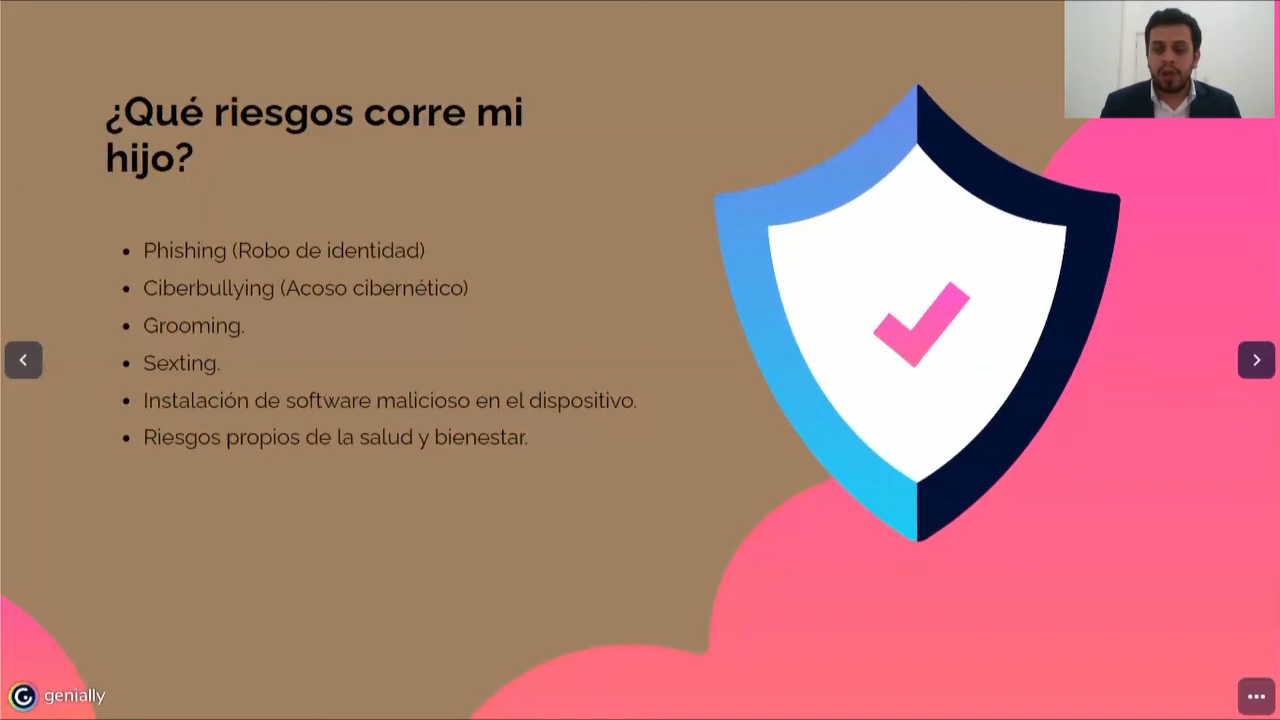 ¿Qué riesgos corre mi
hijo?
Phishing (Robo de identidad)
Ciberbullying (Acoso cibernético)
Grooming.
Sexting.
Instalación de software malicioso en el dispositivo.
Riesgos propios de la salud y bienestar.
genially